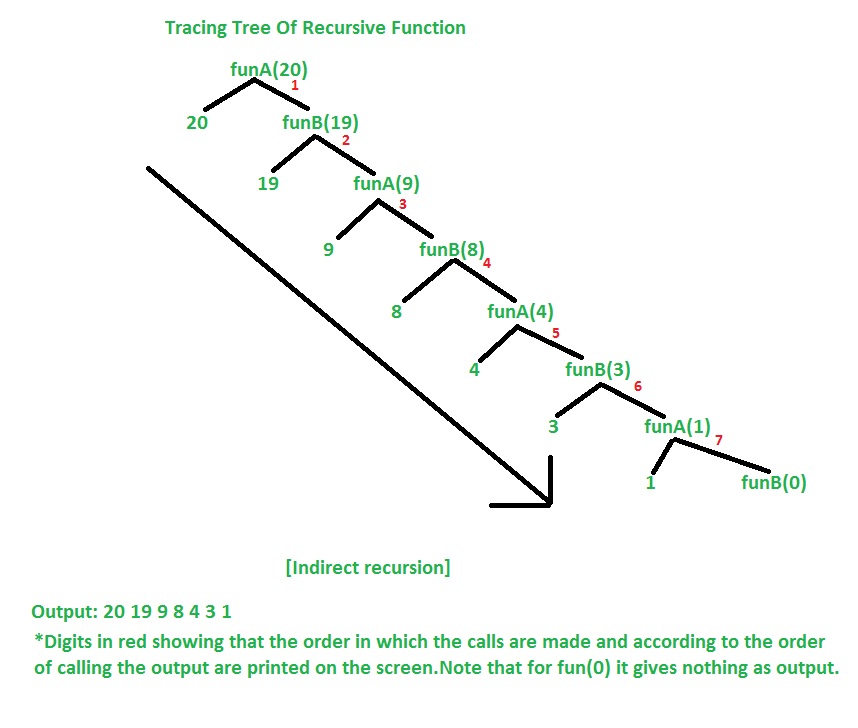 Tracing Tree Of Recursive Function
funA(20)
1
20
funB(19)
2
19
funA(9)
3
9
funB(8)
4
8
funA(4)
5
4
funB(3)
6
3
funA(1)
7
1
funB(0)
[Indirect recursion]
Output: 20 19 9 8 4 3 1
*Digits in red showing that the order in which the calls are made and according to the order
of calling the output are printed on the screen.Note that for fun(0) it gives nothing as output.